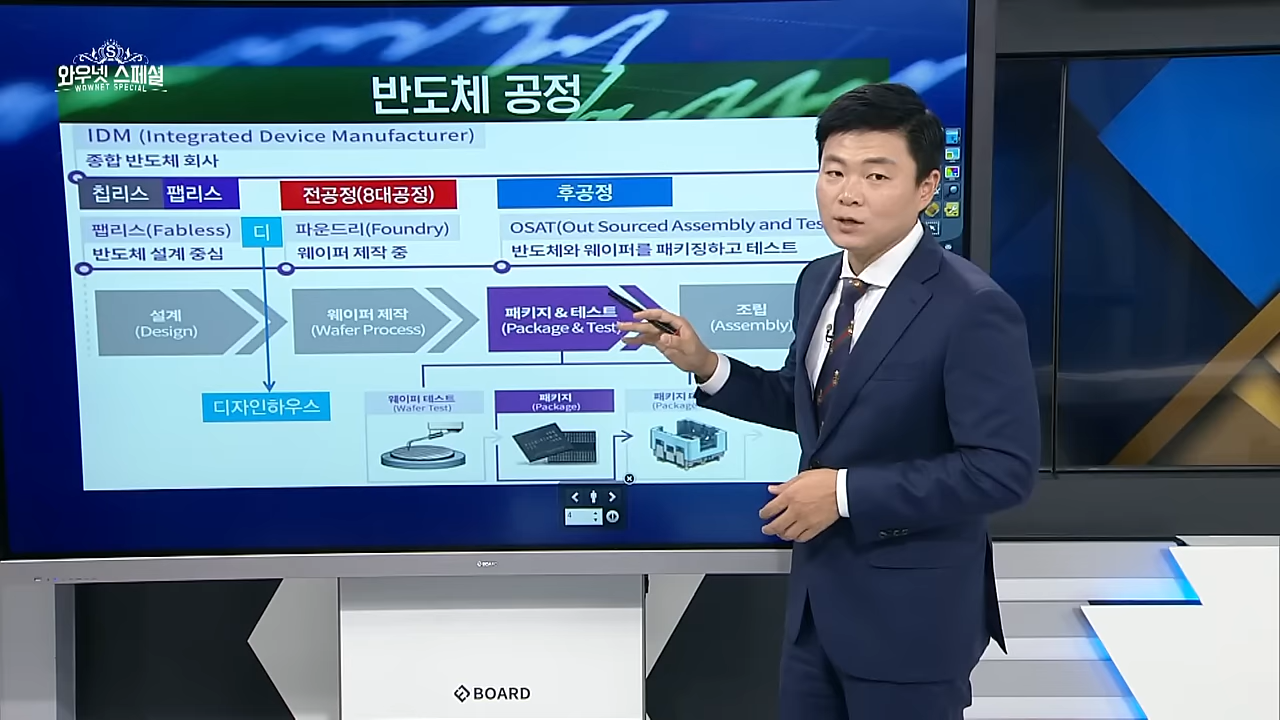 와우넷 스페셜
WOWNET SPECIAL
반도체 공정
IDM (Integrated Device Manufacturer)
종합 반도체 회사
칩리스 팹리스
전공정(8대공정)
후공정
팹리스(Fabless)
반도체 설계 중심
디
파운드리(Foundry)
웨이퍼 제작 중
OSAT(Out Sourced Assembly and Tes
반도체와 웨이퍼를 패키징하고 테스트
설계
(Design)
웨이퍼 제작
(Wafer Process)
패키지 & 테스트
(Package & Test)
조립
(Assembly)
디자인하우스
웨이퍼 테스트
(Wafer Test)
패키지
(Package)
패키지
(Packag
4
BOARD
BOARD